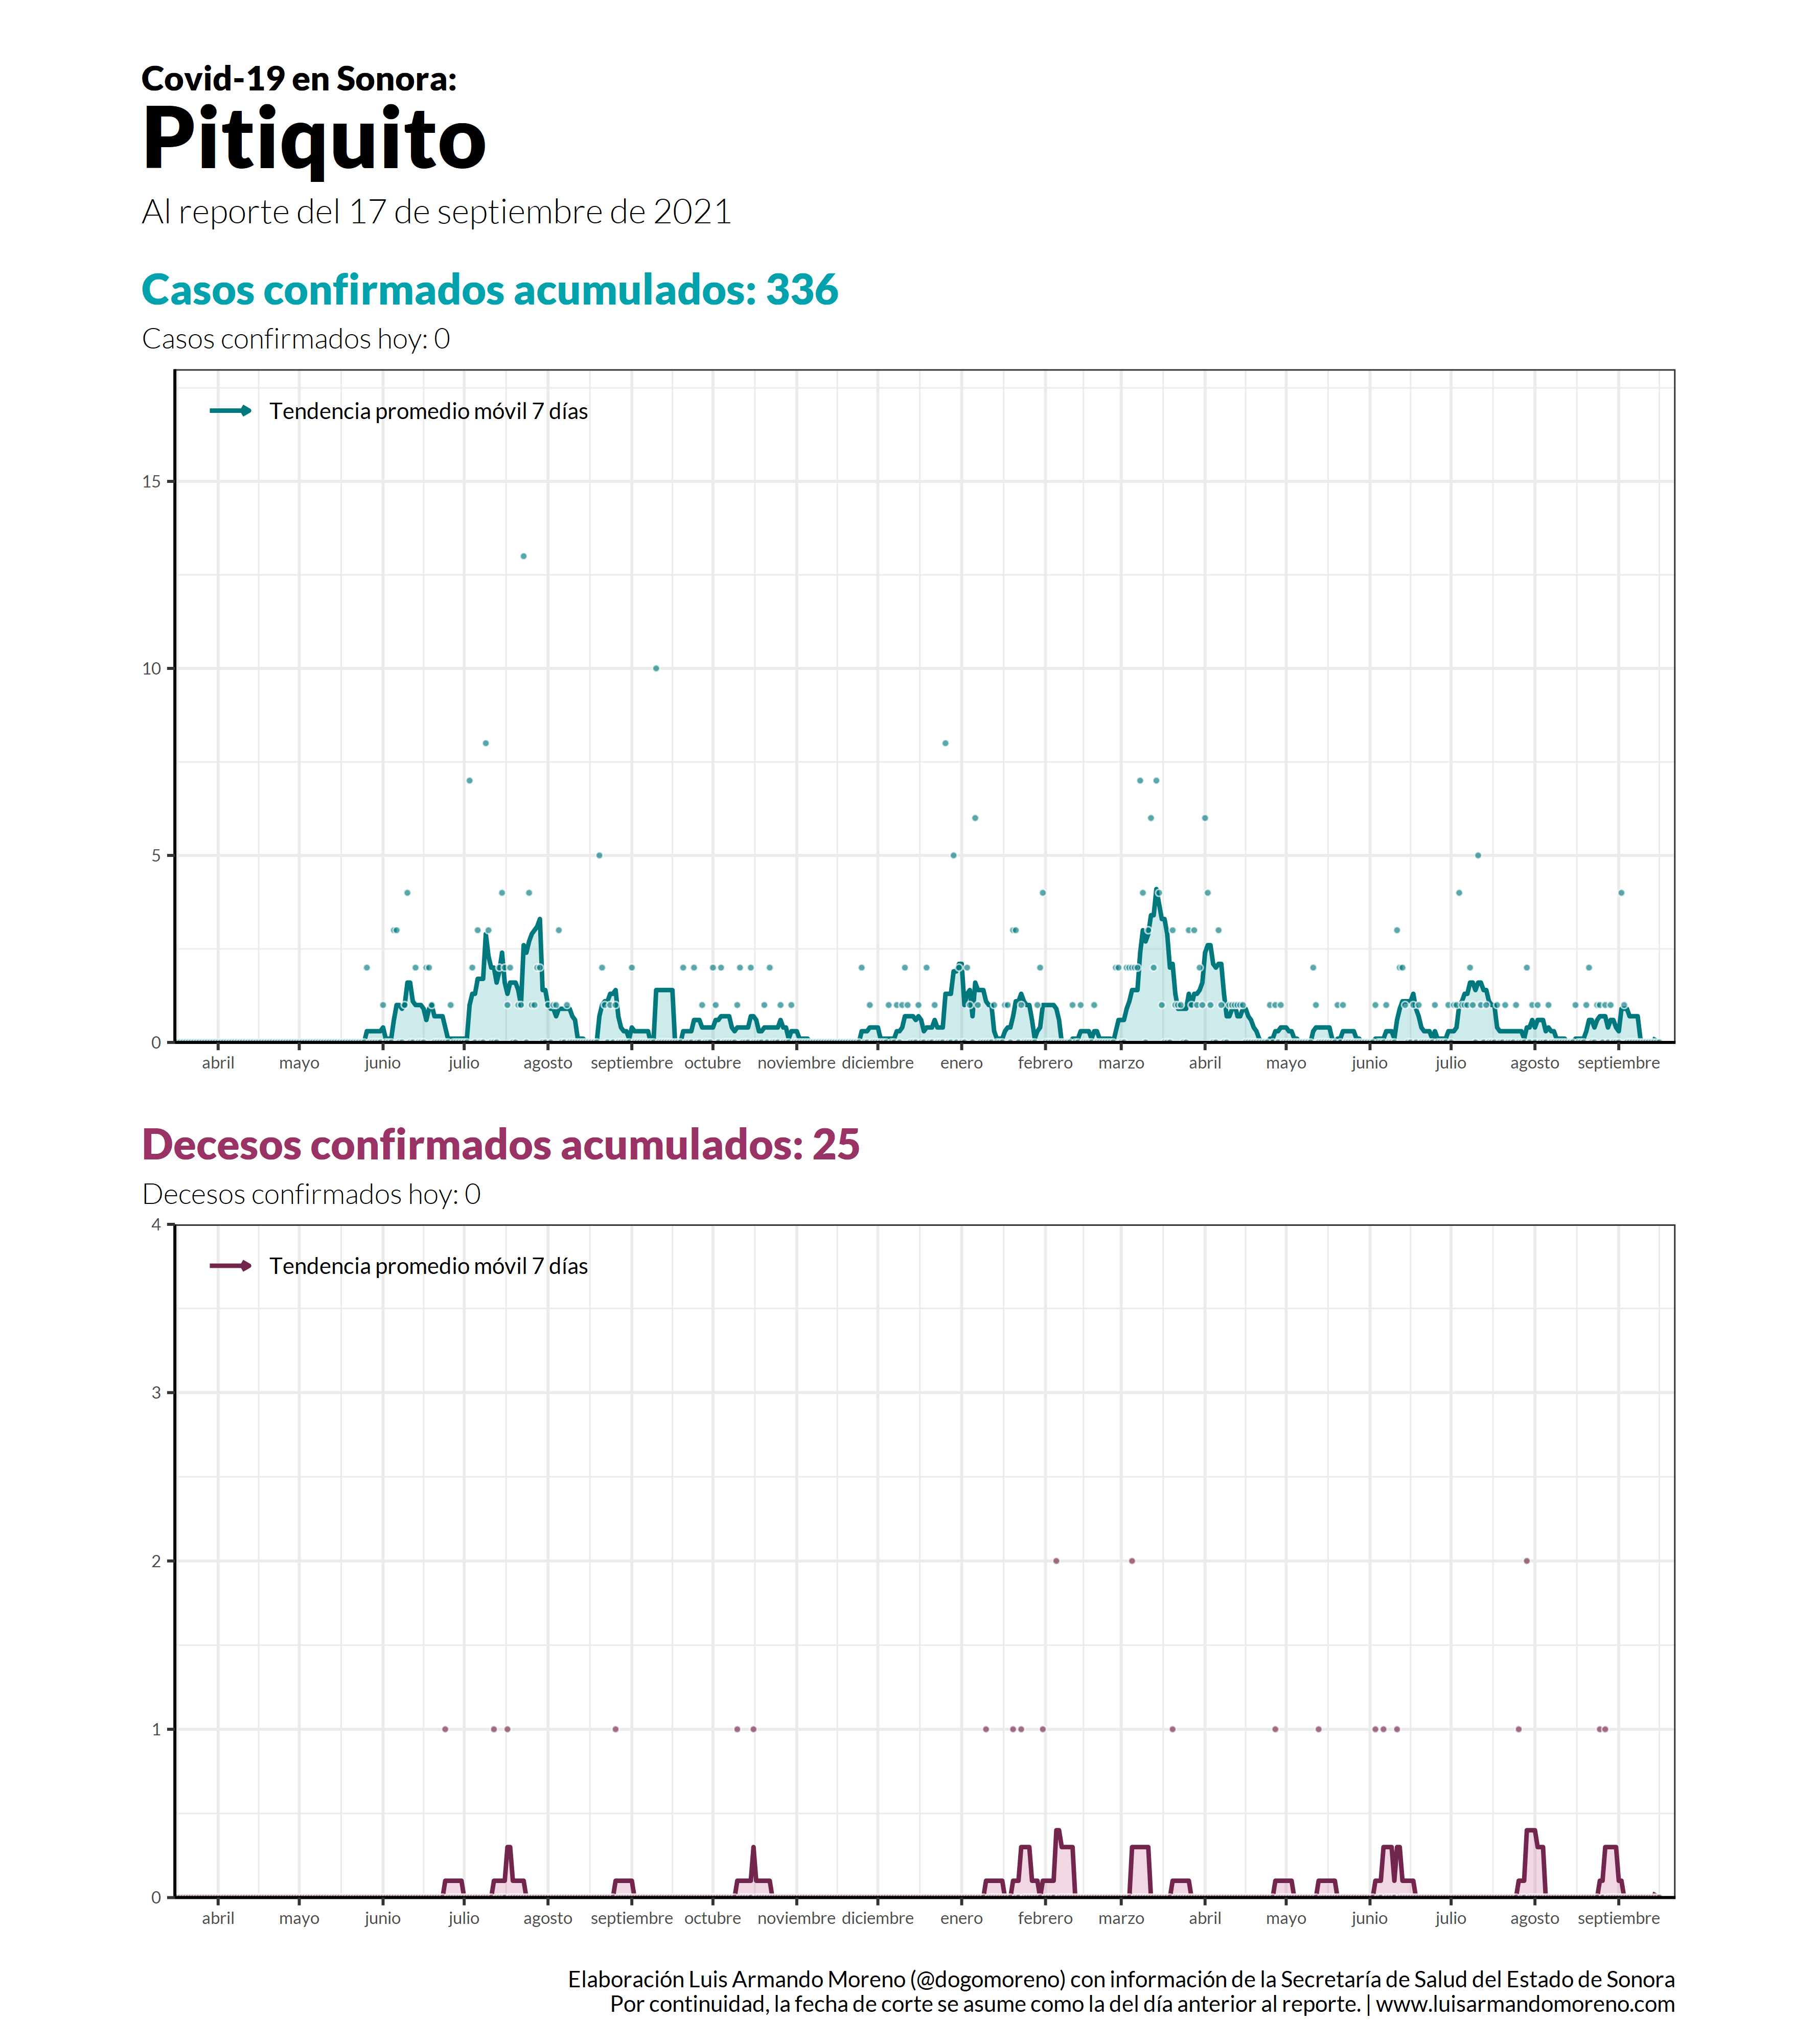 Covid-19 en Sonora:
Pitiquito
Al reporte del 17 de septiembre de 2021
Casos confirmados acumulados: 336
Casos confirmados hoy: 0
Tendencia promedio móvil 7 días
15
10
5
0
abril mayo junio julio agosto septiembre octubre noviembre diciembre enero febrero marzo abril mayo junio julio agosto septiembre
Decesos confirmados acumulados: 25
Decesos confirmados hoy: 0
4
Tendencia promedio móvil 7 días
3
2
1
0
abril mayo junio julio agosto septiembre octubre noviembre diciembre enero febrero marzo abril mayo junio julio agosto septiembre
Elaboración Luis Armando Moreno (@dogomoreno) con información de la Secretaría de Salud del Estado de Sonora
Por continuidad, la fecha de corte se asume como la del día anterior al reporte. | www.luisarmandomoreno.com